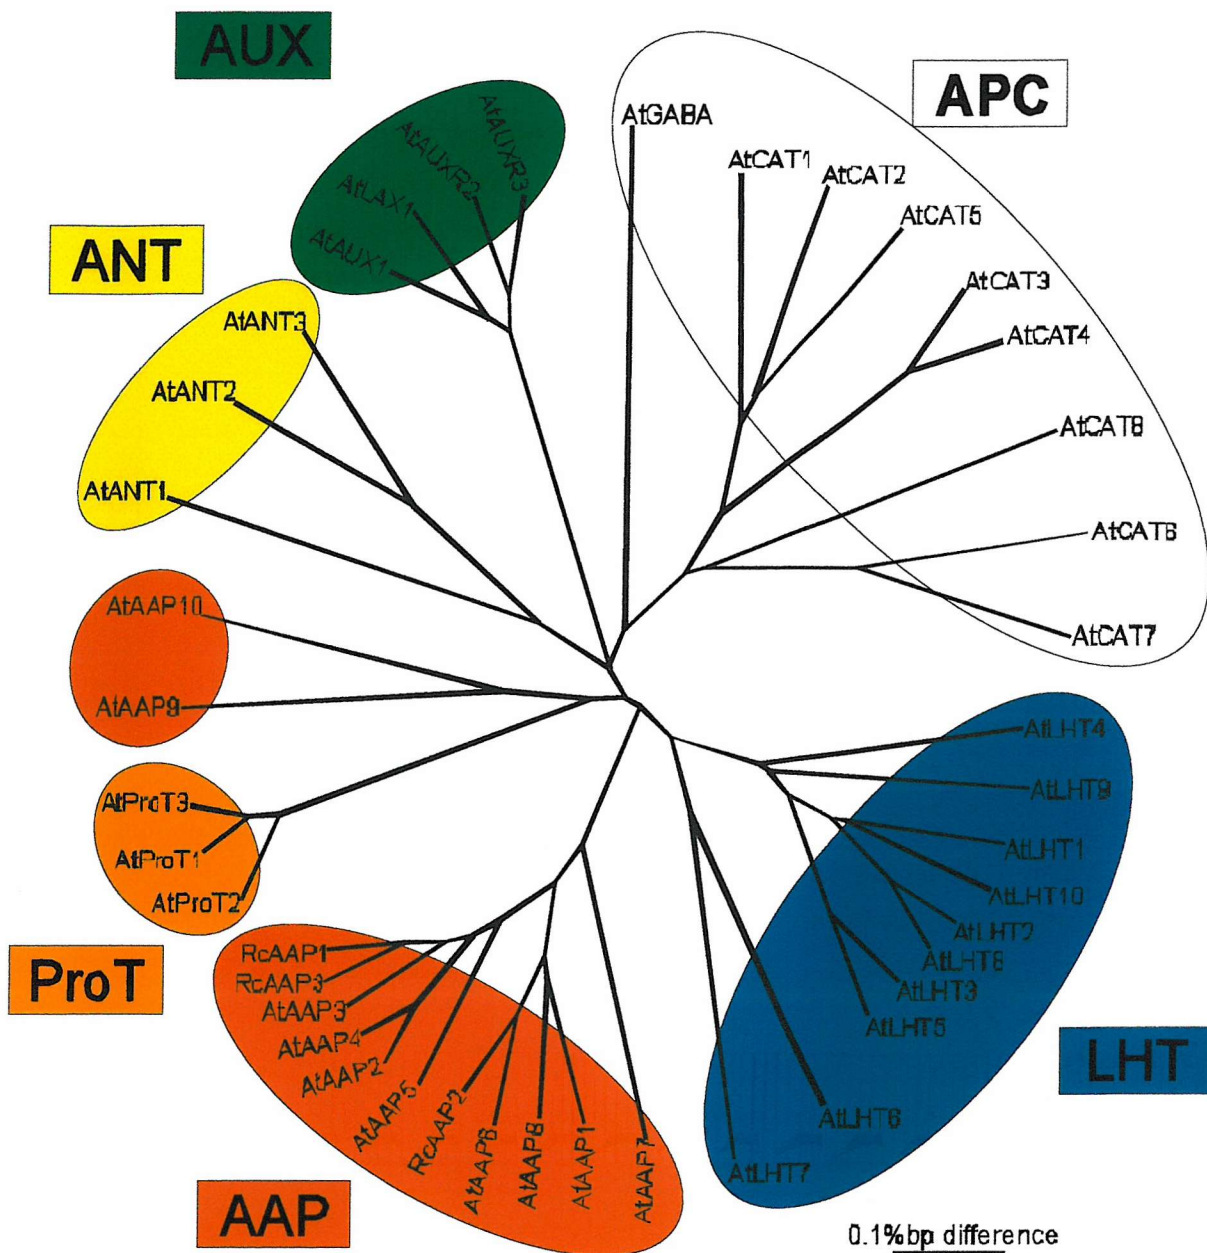 AUX
APC
AtGABA
AtCAT1
AtCAT2
AtCAT5
AtCAT3
AtCAT4
AtCAT8
AtCAT6
AtCAT7
AtAUXR3
AtAUXR2
AtLAX1
AtAUX1
ANT
AtANT3
AtANT2
AtANT1
AtAAP10
AtAAP9
AtProT3
AtProT1
AtProT2
ProT
RcAAP1
RcAAP3
AtAAP3
AtAAP4
AtAAP2
AtAAP5
RcAAP2
AtAAP6
AtAAP8
AtAAP1
AtAAP7
AAP
AtLHT4
AtLHT9
AtLHT1
AtLHT10
AtLHT2
AtLHT8
AtLHT3
AtLHT5
AtLHT6
AtLHT7
LHT
0.1%bp difference